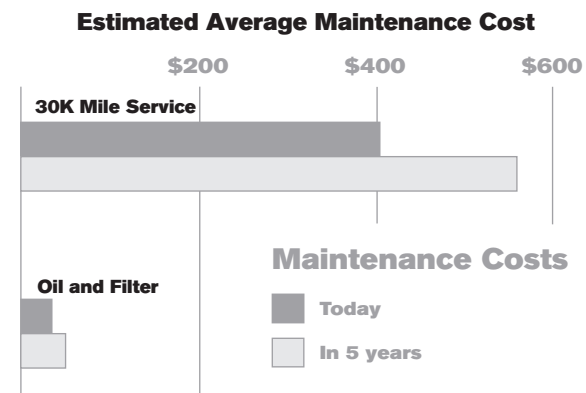 Estimated Average Maintenance Cost
$200 $400 $600
30K Mile Service
Oil and Filter
Maintenance Costs
Today
In 5 years